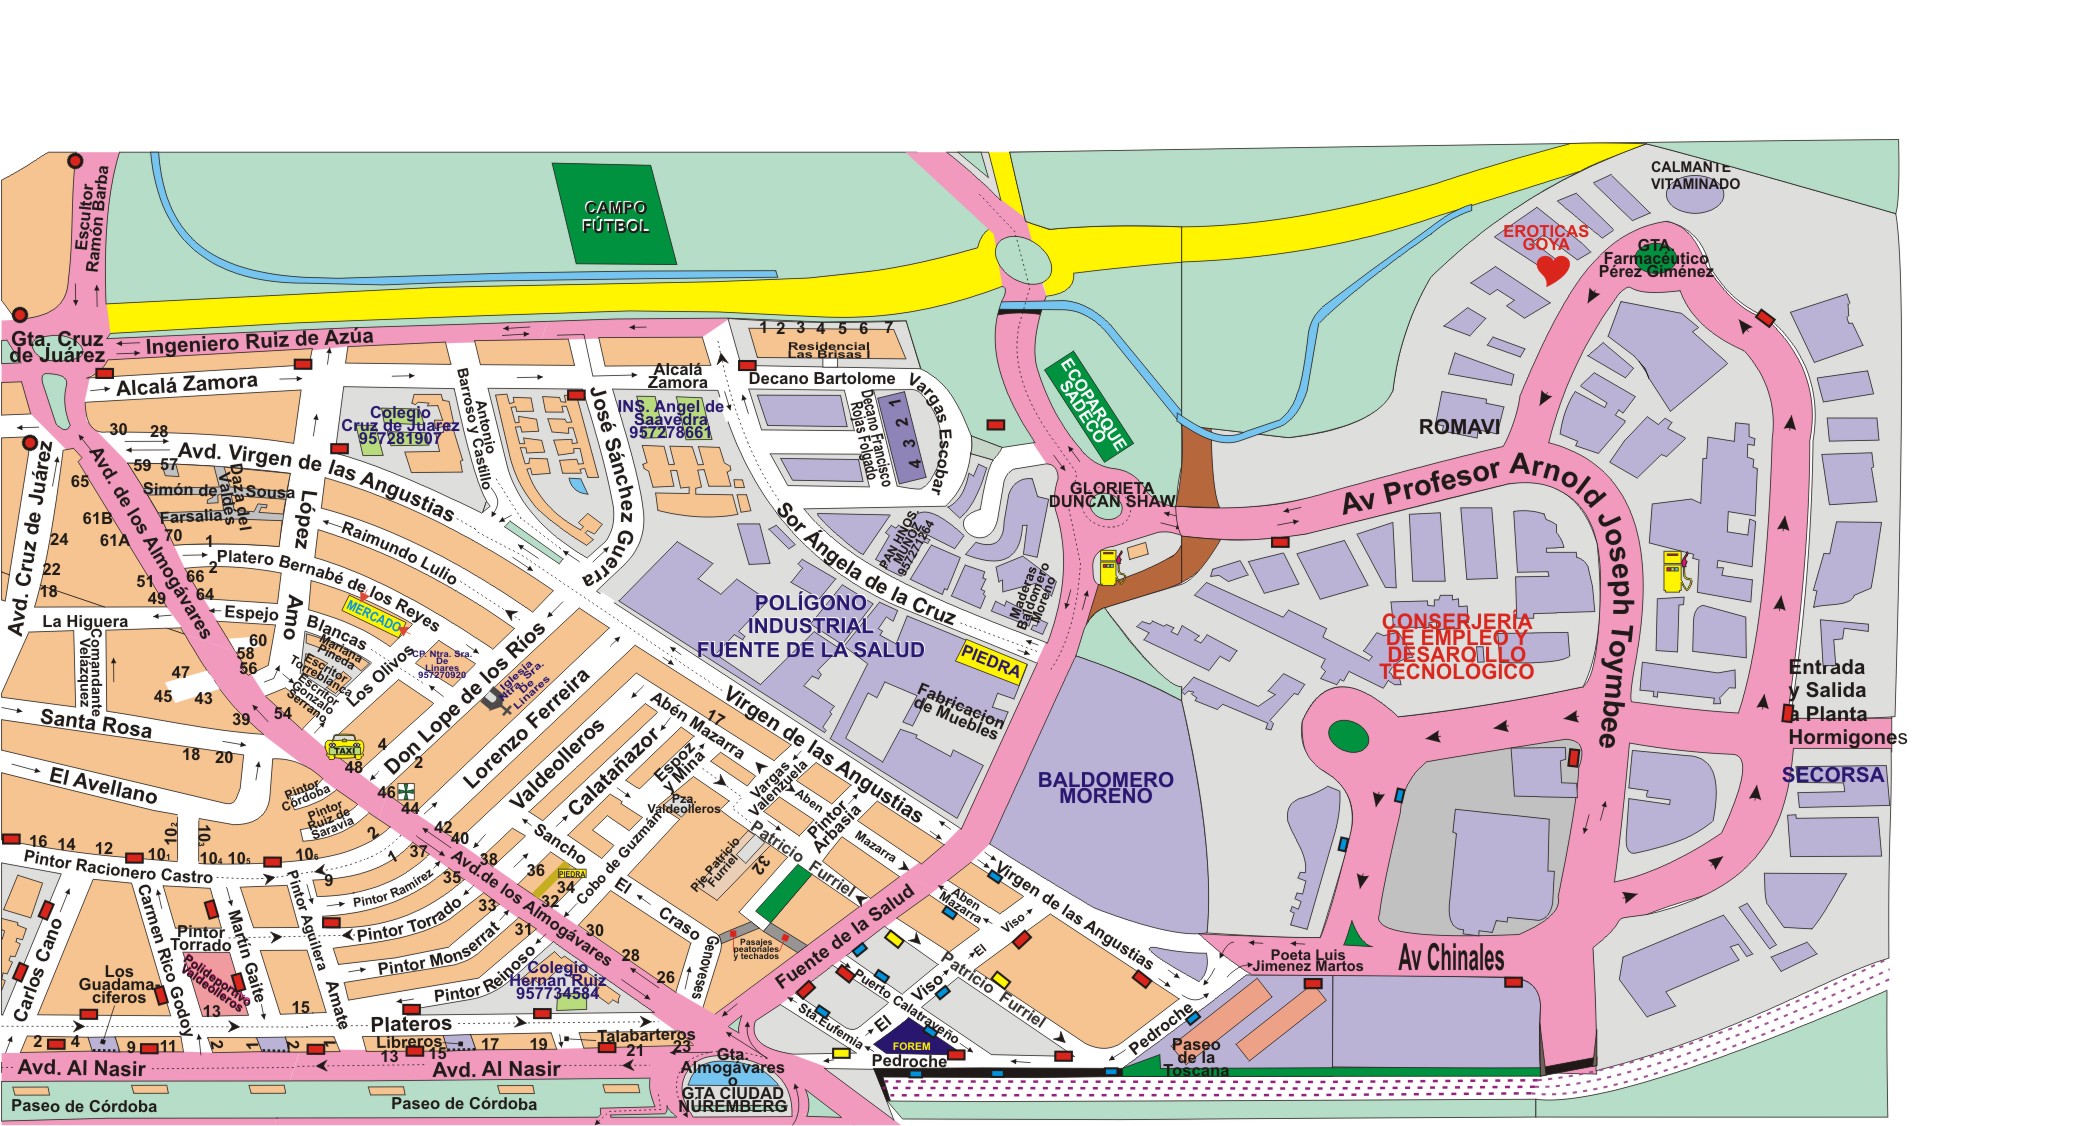 Escultor
Ramón Barba
CAMPO
FÚTBOL
CALMANTE
VITAMINADO
EROTICAS
GOYA
GTA.
Farmacéutico
Pérez Giménez
Gta. Cruz
de Juárez
Ingeniero Ruiz de Azúa
Alcalá Zamora
1 2 3 4 5 6 7
Residencial
Las Brisas I
Alcalá
Zamora
Decano Bartolome
Vargas Escobar
Decano Francisco
Rojas Folgado
1
2
3
4
ECOPARQUE
SADECO
Barroso y Castillo
Antonio
José Sánchez Guerra
Colegio
Cruz de Juárez
957281907
INS. Angel de
Saavedra
957278661
ROMAVI
30 28
Avd. Virgen de las Angustias
59 57
65
Simón de Sousa
Daza del
Valdés
Farsalia
61B
61A
70
1
2
24
22
18
51
49
66
64
Avd. Cruz de Juárez
Avd. de los Almogávares
López
Amo
Raimundo Lulio
Platero Bernabé de los Reyes
Espejo
Blancas
MERCADO
La Higuera
Comandante
Velázquez
60
58
56
47
45 43
39
54
Mariana
Pineda
Escritor
Torreblanca
Escritor
Gonzalo
Serrano
Los Olivos
CP. Ntra. Sra.
De
Linares
957270920
Iglesia
Ntra. Sra.
De
Linares
Sor Ángela de la Cruz
PAN HNOS.
MUÑOZ
957271264
Maderas
Baldomero
Moreno
GLORIETA
DUNCAN SHAW
Av Profesor Arnold Joseph Toymbee
POLÍGONO
INDUSTRIAL
FUENTE DE LA SALUD
PIEDRA
Fabricacion
de Muebles
CONSERJERÍA
DE EMPLEO Y
DESAROLLO
TECNOLOGICO
Entrada
y Salida
a Planta
Hormigones
SECORSA
BALDOMERO
MORENO
Santa Rosa
18 20
El Avellano
TAXI
48
46
44
4
2
Don Lope de los Ríos
Lorenzo Ferreira
Valdeolleros
Calatañazor
Abén Mazarra
17
Virgen de las Angustias
Espoz
y Mina
Pza.
Valdeolleros
Vargas
Valenzuela
Aben
Mazarra
Pintor
Arbasia
Patricio Furriel
Pje Patricio
Furriel
32
Pintor
Córdoba
Pintor
Ruiz de
Saravia
2
1
42
40
38
37
35
33
31
36
34
32
30
28
26
Sancho
PIEDRA
Cobo de Guzmán
El Craso
Genoveses
Pasajes
peatonales
y techados
16 14 12 101 102 103 104 105 106
Pintor Racionero Castro
9
Pintor Ramírez
Pintor Torrado
Pintor Monserrat
Pintor Reinoso
Avd.de los Almogávares
Colegio
Hernán Ruiz
957734584
Carlos Cano
Carmen Rico Godoy
Pintor
Torrado
Martín Gaite
Pintor Aguilera
Amate
Los
Guadama-
ciferos
Polideportivo
Valdeolleros
13
15
Plateros
Libreros
Talabarteros
2 4 9 11 2 1 2 1 13 15 17 19 21 23
Avd. Al Nasir
Avd. Al Nasir
Paseo de Córdoba
Paseo de Córdoba
Gta.
Almogávares
o
GTA CIUDAD
NUREMBERG
Fuente de la Salud
Virgen de las Angustias
Aben
Mazarra
Viso
El
Viso
El
Patricio Furriel
Puerto Calatraveño
Sta.Eufemia
FOREM
Pedroche
Pedroche
Paseo
de la
Toscana
Poeta Luis
Jimenez Martos
Av Chinales